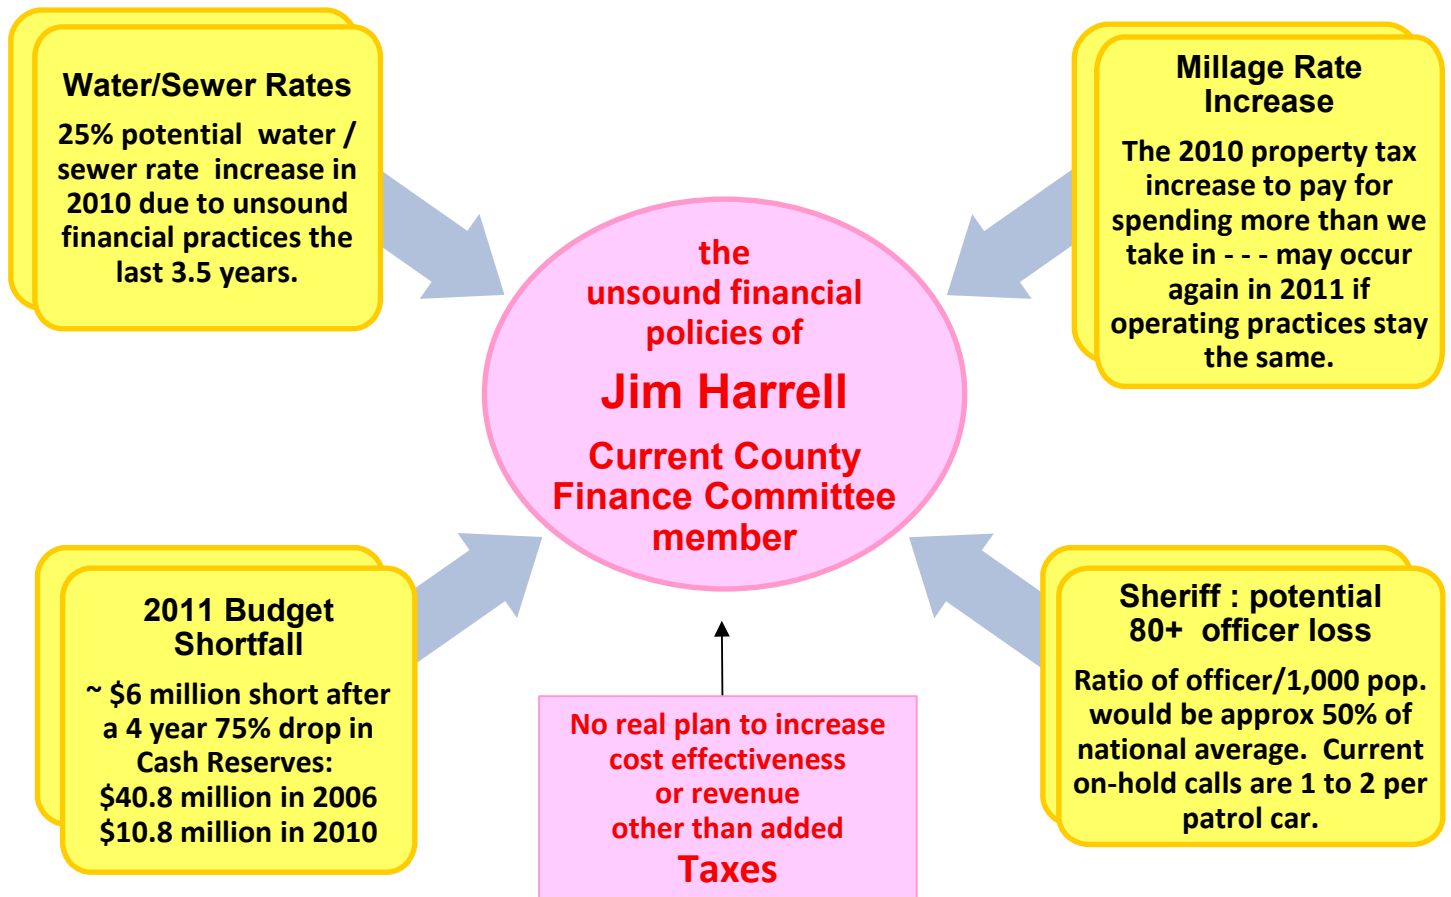 Water/Sewer Rates
25% potential water /
sewer rate increase in
2010 due to unsound
financial practices the
last 3.5 years.
Millage Rate
Increase
The 2010 property tax
increase to pay for
spending more than we
take in - - - may occur
again in 2011 if
operating practices stay
the same.
the
unsound financial
policies of
Jim Harrell
Current County
Finance Committee
member
2011 Budget
Shortfall
~ $6 million short after
a 4 year 75% drop in
Cash Reserves:
$40.8 million in 2006
$10.8 million in 2010
No real plan to increase
cost effectiveness
or revenue
other than added
Taxes
Sheriff : potential
80+ officer loss
Ratio of officer/1,000 pop.
would be approx 50% of
national average. Current
on-hold calls are 1 to 2 per
patrol car.